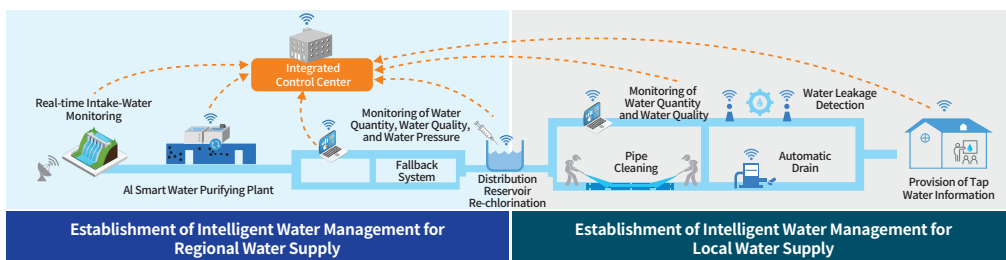 Integrated
Control Center
Real-time Intake-Water
Monitoring
AI Smart Water Purifying Plant
Monitoring of Water
Quantity, Water Quality,
and Water Pressure
Fallback
System
Distribution
Reservoir
Re-chlorination
Monitoring of
Water Quantity
and Water Quality
Water Leakage
Detection
Pipe
Cleaning
Automatic
Drain
Provision of Tap
Water Information
Establishment of Intelligent Water Management for
Regional Water Supply
Establishment of Intelligent Water Management for
Local Water Supply